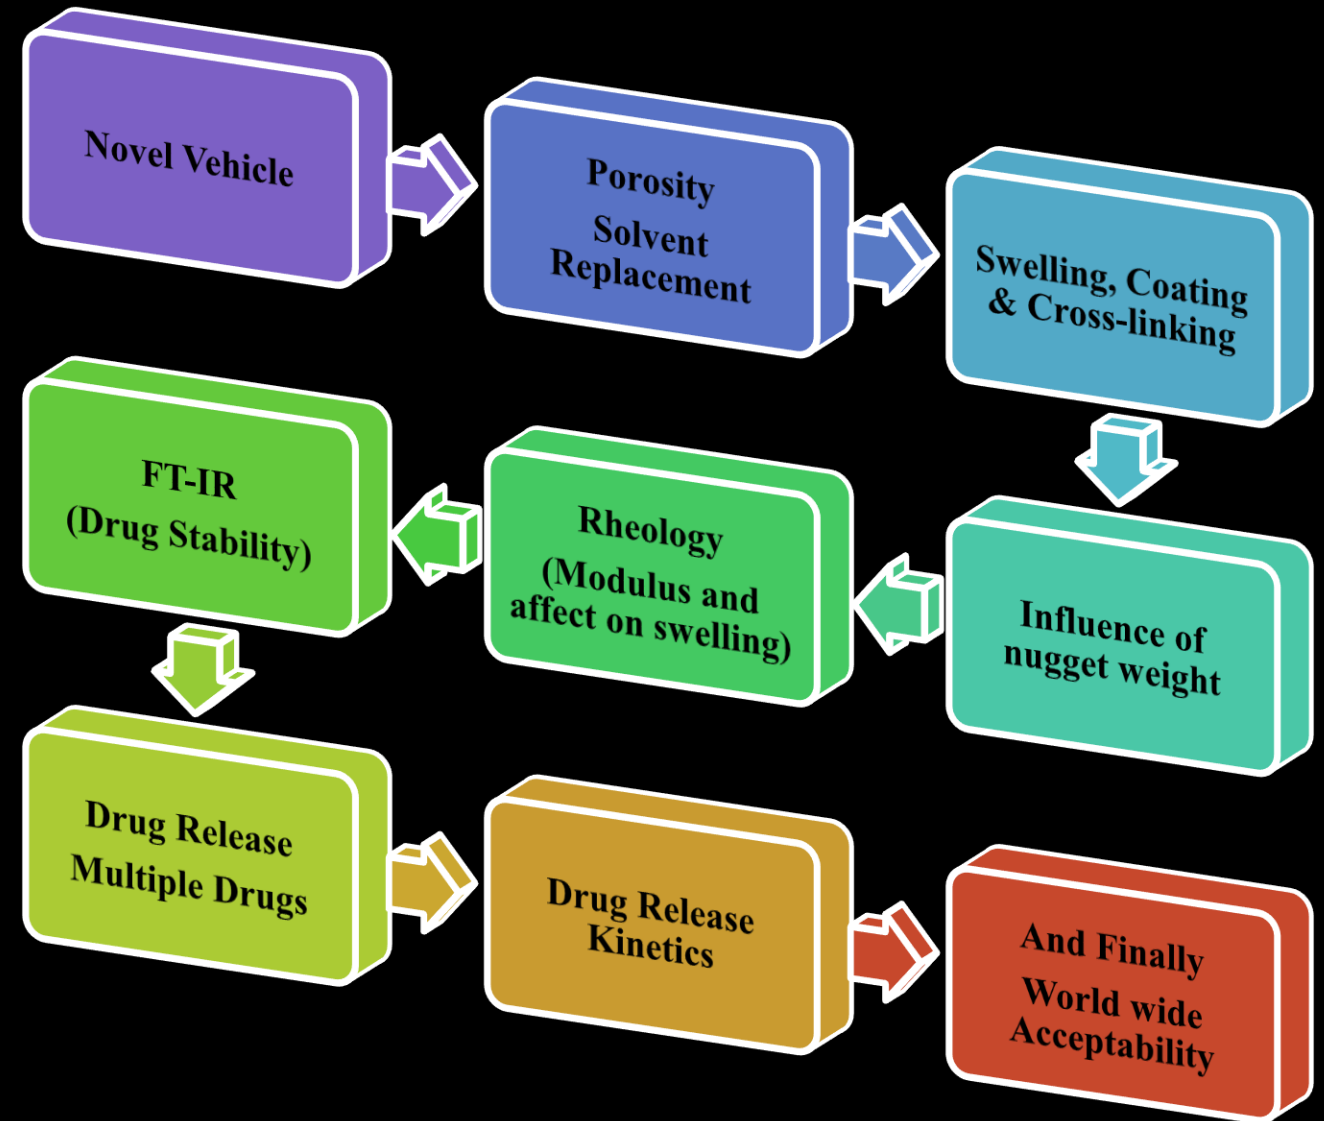 Novel Vehicle
Porosity
Solvent
Replacement
Swelling, Coating
& Cross-linking
Influence of
nugget weight
Rheology
(Modulus and
affect on swelling)
FT-IR
(Drug Stability)
Drug Release
Multiple Drugs
Drug Release
Kinetics
And Finally
World wide
Acceptability